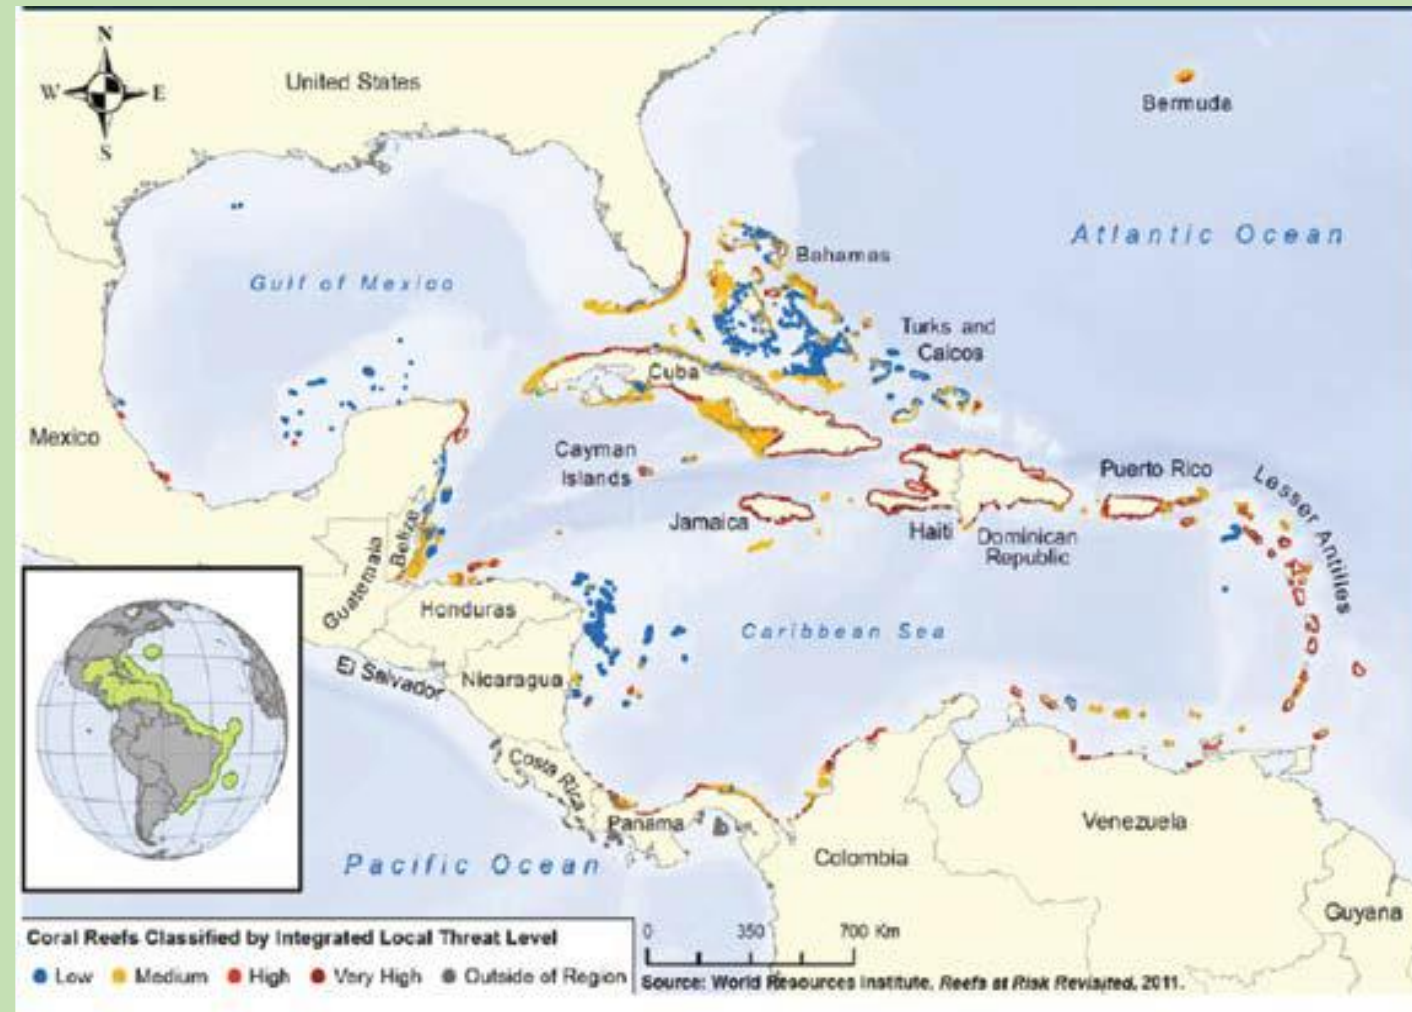 N
W E
S
United States
Bermuda
Atlantic Ocean
Gulf of Mexico
Bahamas
Turks and
Caicos
Cuba
Mexico
Cayman
Islands
Puerto Rico
Lesser Antilles
Jamaica
Haiti
Dominican
Republic
Belize
Guatemala
Honduras
Caribbean Sea
El Salvador
Nicaragua
Costa Rica
Panama
Venezuela
Colombia
Pacific Ocean
Guyana
Coral Reefs Classified by Integrated Local Threat Level
Low Medium High Very High Outside of Region
0 350 700 Km
Source: World Resources Institute, Reefs at Risk Revisited, 2011.